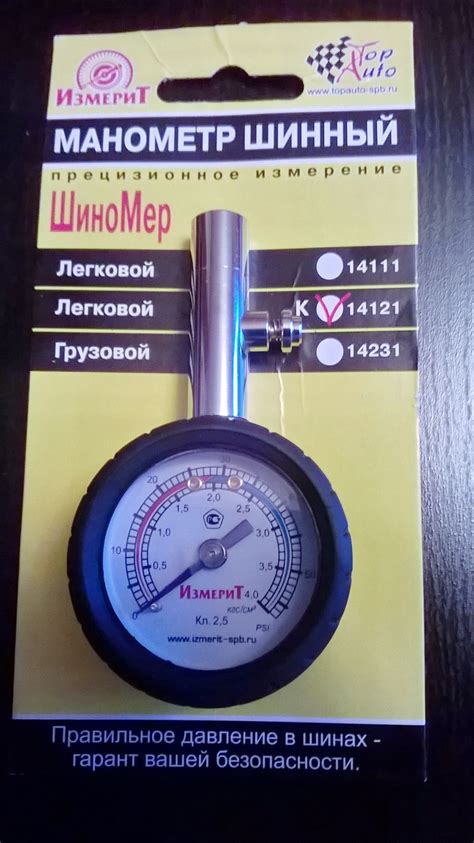 ИзмериТ
Top Auto
www.topauto-spb.ru
МАНОМЕТР ШИННЫЙ
прецизионное измерение
ШиноМер
Легковой 14111
Легковой К 14121
Грузовой 14231
0 10 20 30 50
0,5 1,0 1,5 2,0 2,5 3,0 3,5 4,0
ИзмериТ
кгс/см²
Кл. 2,5
PSI
www.izmerit-spb.ru
Правильное давление в шинах -
гарант вашей безопасности.